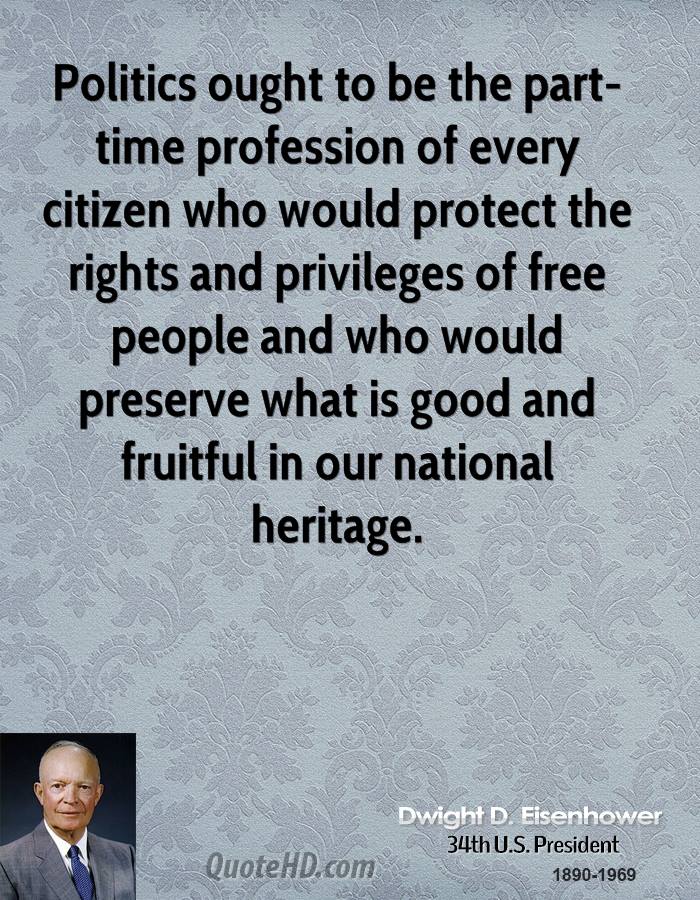 Politics ought to be the part-
time profession of every
citizen who would protect the
rights and privileges of free
people and who would
preserve what is good and
fruitful in our national
heritage.
Dwight D. Eisenhower
34th U.S. President
QuoteHD.com
1890-1969